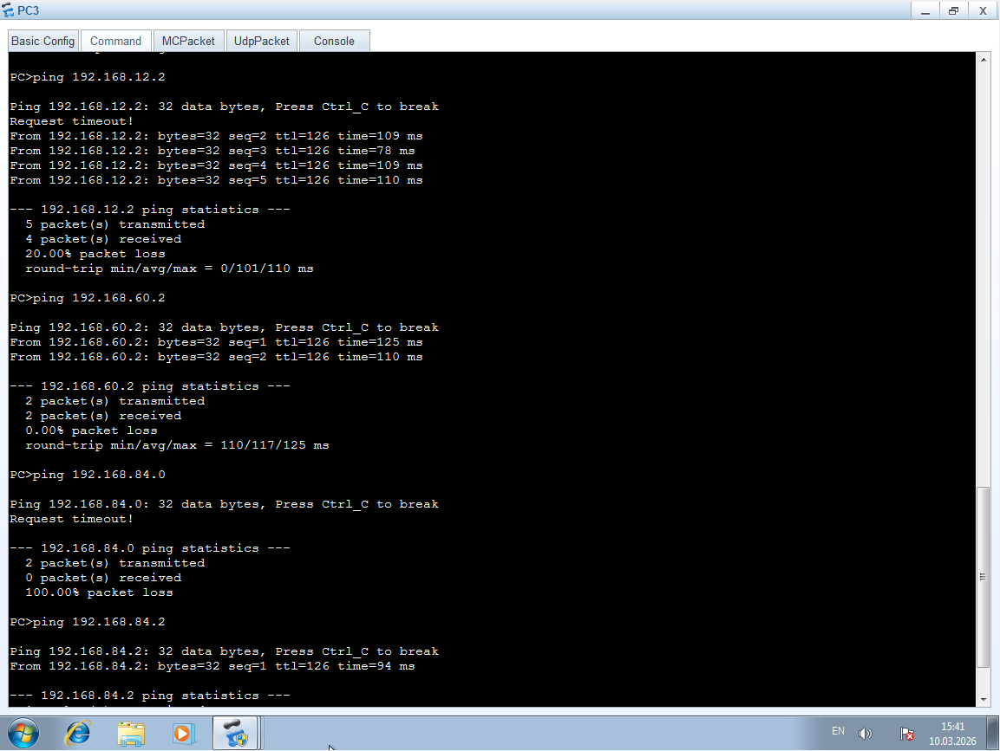 PC3
Basic Config Command MCPacket UdpPacket Console
PC>ping 192.168.12.2
Ping 192.168.12.2: 32 data bytes, Press Ctrl_C to break
Request timeout!
From 192.168.12.2: bytes=32 seq=2 ttl=126 time=109 ms
From 192.168.12.2: bytes=32 seq=3 ttl=126 time=78 ms
From 192.168.12.2: bytes=32 seq=4 ttl=126 time=109 ms
From 192.168.12.2: bytes=32 seq=5 ttl=126 time=110 ms
--- 192.168.12.2 ping statistics ---
5 packet(s) transmitted
4 packet(s) received
20.00% packet loss
round-trip min/avg/max = 0/101/110 ms
PC>ping 192.168.60.2
Ping 192.168.60.2: 32 data bytes, Press Ctrl_C to break
From 192.168.60.2: bytes=32 seq=1 ttl=126 time=125 ms
From 192.168.60.2: bytes=32 seq=2 ttl=126 time=110 ms
--- 192.168.60.2 ping statistics ---
2 packet(s) transmitted
2 packet(s) received
0.00% packet loss
round-trip min/avg/max = 110/117/125 ms
PC>ping 192.168.84.0
Ping 192.168.84.0: 32 data bytes, Press Ctrl_C to break
Request timeout!
--- 192.168.84.0 ping statistics ---
2 packet(s) transmitted
0 packet(s) received
100.00% packet loss
PC>ping 192.168.84.2
Ping 192.168.84.2: 32 data bytes, Press Ctrl_C to break
From 192.168.84.2: bytes=32 seq=1 ttl=126 time=94 ms
--- 192.168.84.2 ping statistics ---
EN
15:41
10.03.2026